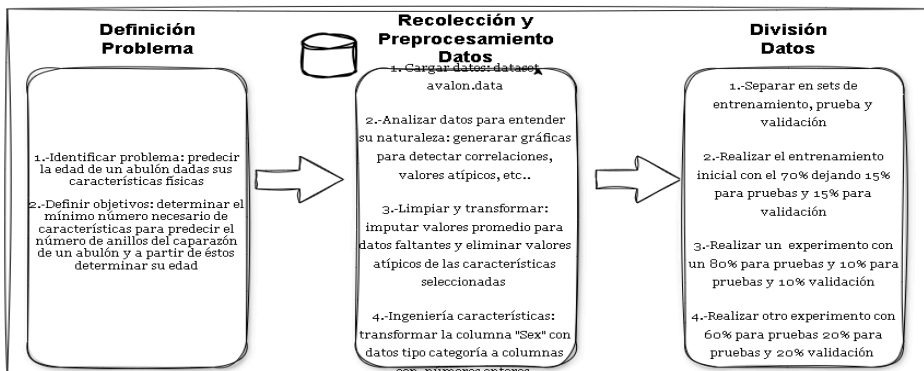 Definición
Problema
1.-Identificar problema: predecir
la edad de un abulón dadas sus
características físicas
2.-Definir objetivos: determinar el
mínimo número necesario de
características para predecir el
número de anillos del caparazón
de un abulón y a partir de éstos
determinar su edad
Recolección y
Preprocesamiento
Datos
1. Cargar datos: dataset
avalon.data
2.-Analizar datos para entender
su naturaleza: generarar gráficas
para detectar correlaciones,
valores atípicos, etc..
3.-Limpiar y transformar:
imputar valores promedio para
datos faltantes y eliminar valores
atípicos de las características
seleccionadas
4.-Ingeniería características:
transformar la columna "Sex" con
datos tipo categoría a columnas
con numeros enteros
División
Datos
1.-Separar en sets de
entrenamiento, prueba y
validación
2.-Realizar el entrenamiento
inicial con el 70% dejando 15%
para pruebas y 15% para
validación
3.-Realizar un experimento con
un 80% para pruebas y 10% para
pruebas y 10% validación
4.-Realizar otro experimento con
60% para pruebas 20% para
pruebas y 20% validación